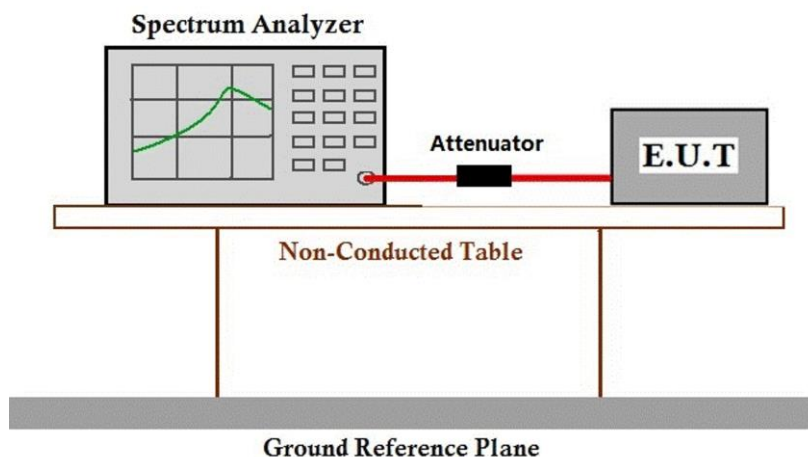 Spectrum Analyzer
Attenuator
E.U.T
Non-Conducted Table
Ground Reference Plane